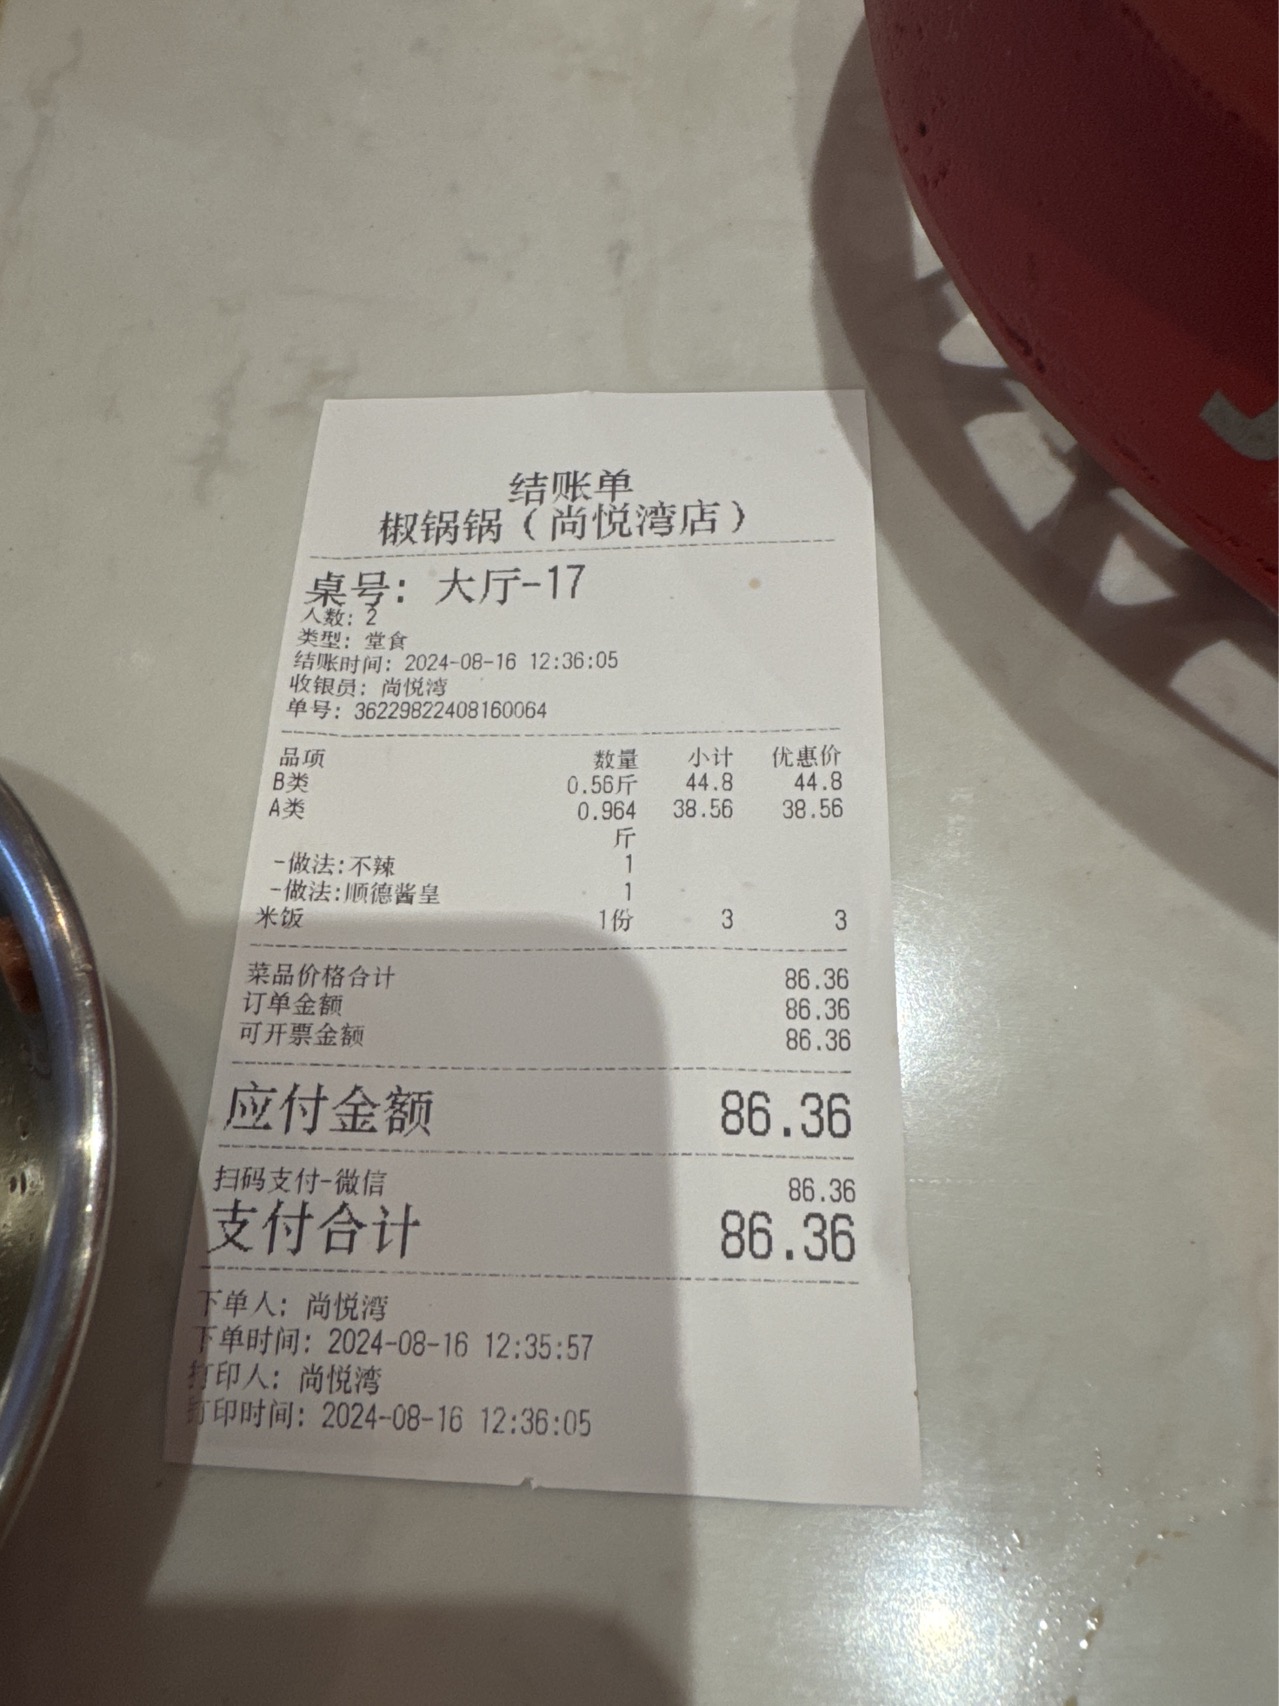 结账单
椒锅锅（尚悦湾店）
桌号: 大厅-17
人数: 2
类型: 堂食
结账时间: 2024-08-16 12:36:05
收银员: 尚悦湾
单号: 36229822408160064
品项 数量 小计 优惠价
B类 0.56斤 44.8 44.8
A类 0.964 38.56 38.56
斤
-做法:不辣 1
-做法:顺德酱皇 1
米饭 1份 3 3
菜品价格合计 86.36
订单金额 86.36
可开票金额 86.36
应付金额 86.36
扫码支付-微信 86.36
支付合计 86.36
下单人: 尚悦湾
下单时间: 2024-08-16 12:35:57
打印人: 尚悦湾
打印时间: 2024-08-16 12:36:05